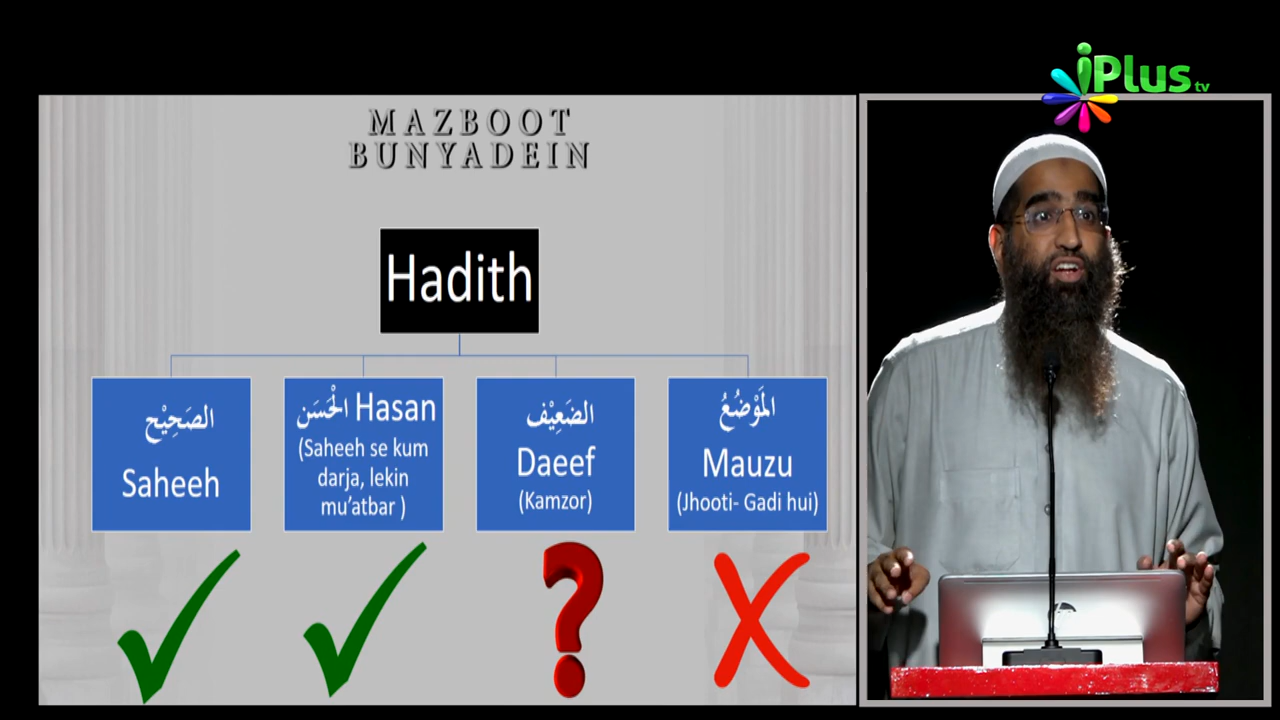 iPlus tv
MAZBOOT
BUNYADEIN
Hadith
الصَحِيْح
Saheeh
الْحَسَن Hasan
(Saheeh se kum
darja, lekin
mu’atbar )
الضَعِيْف
Daeef
(Kamzor)
المَوْضُعُ
Mauzu
(Jhooti- Gadi hui)